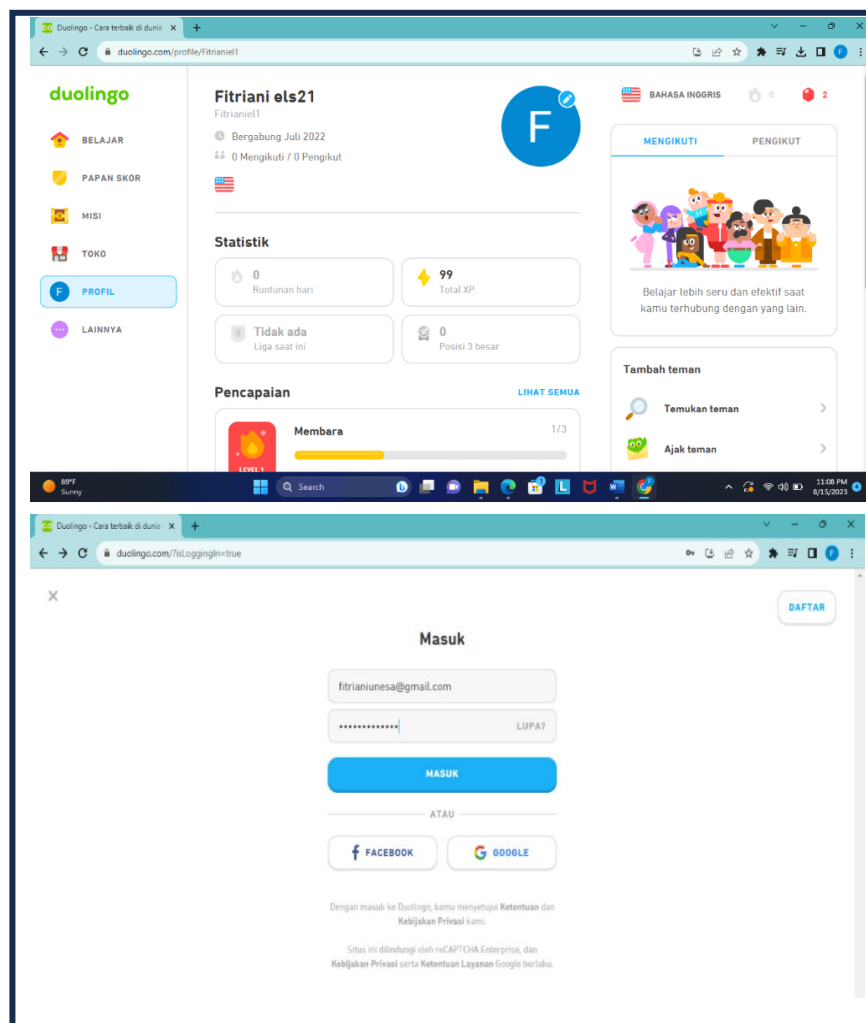 Duolingo - Cara terbaik di dunia
duolingo.com/profile/Fitrianiel1
duolingo
BELAJAR
PAPAN SKOR
MISI
TOKO
F
PROFIL
LAINNYA
Fitriani els21
Fitrianiel1
Bergabung Juli 2022
0 Mengikuti / 0 Pengikut
F
Statistik
0
Runtunan hari
99
Total XP
Tidak ada
Liga saat ini
0
Posisi 3 besar
Pencapaian
LIHAT SEMUA
Membara
1/3
LEVEL 1
BAHASA INGGRIS
0
2
MENGIKUTI
PENGIKUT
Belajar lebih seru dan efektif saat
kamu terhubung dengan yang lain.
Tambah teman
Temukan teman
Ajak teman
89°F
Sunny
Search
11:08 PM
8/15/2023
Duolingo - Cara terbaik di dunia
duolingo.com/?isLoggingIn=true
DAFTAR
Masuk
fitrianiunesa@gmail.com
LUPA?
MASUK
ATAU
FACEBOOK
GOOGLE
Dengan masuk ke Duolingo, kamu menyetujui Ketentuan dan
Kebijakan Privasi kami.
Situs ini dilindungi oleh reCAPTCHA Enterprise, dan
Kebijakan Privasi serta Ketentuan Layanan Google berlaku.